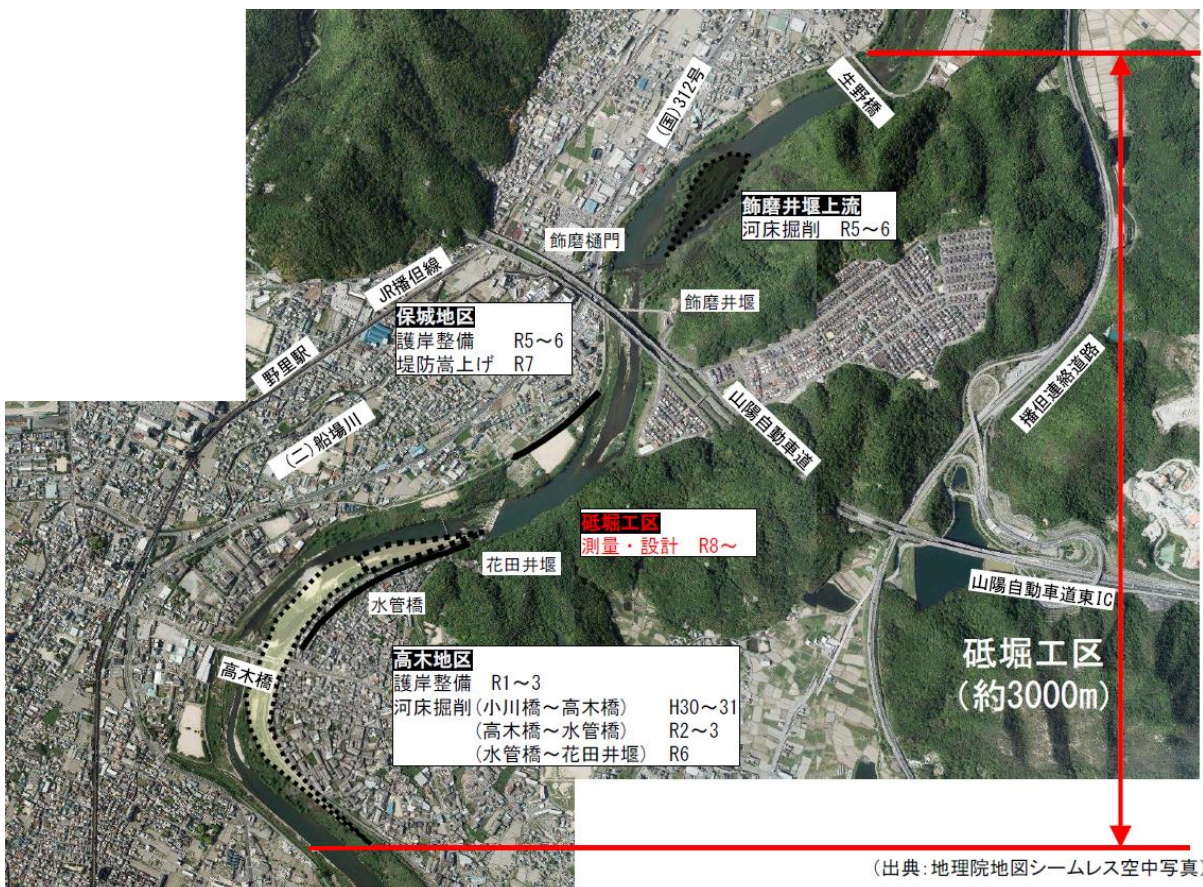 生野橋
(国)312号
飾磨井堰上流
河床掘削 R5～6
飾磨樋門
JR播但線
飾磨井堰
保城地区
護岸整備 R5～6
堤防嵩上げ R7
野里駅
播但連絡道路
山陽自動車道
(二)船場川
砥堀工区
測量・設計 R8～
花田井堰
山陽自動車道東IC
水管橋
砥堀工区
(約3000m)
高木橋
高木地区
護岸整備 R1～3
河床掘削(小川橋～高木橋) H30～31
(高木橋～水管橋) R2～3
(水管橋～花田井堰) R6
(出典：地理院地図シームレス空中写真)